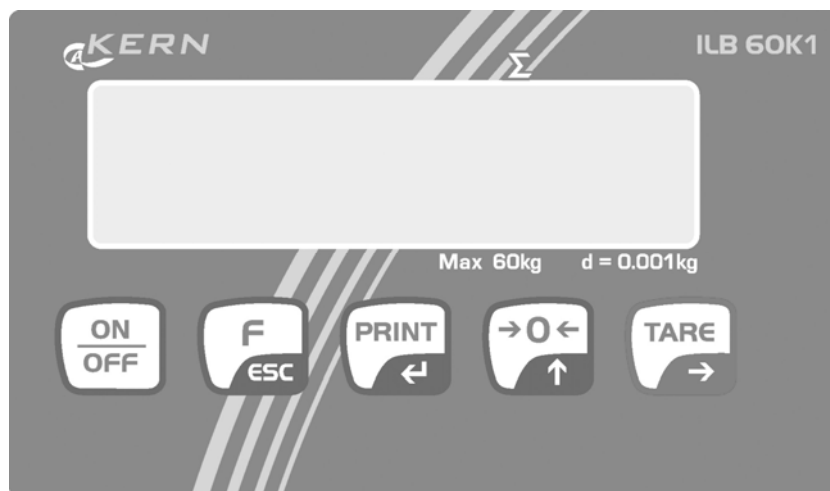 KERN
ILB 60K1
Σ
Max 60kg d = 0.001kg
ON
OFF
F
ESC
PRINT
↵
→0←
↑
TARE
→